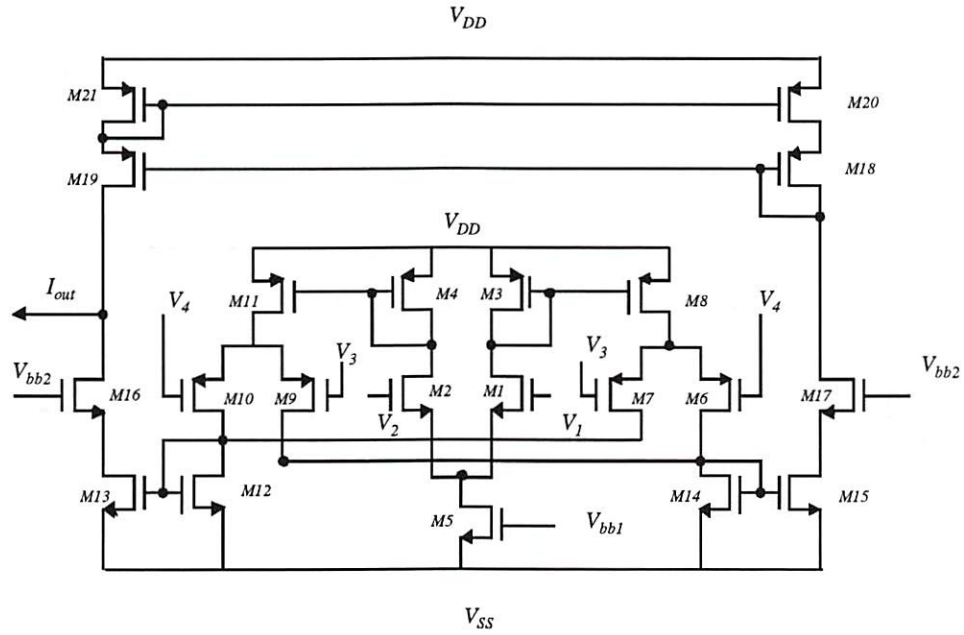 V_DD
M21
M20
M19
M18
V_DD
I_out
V_4
M11
M4
M3
M8
V_4
V_3
V_3
V_bb2
M16
M10
M9
M2
M1
M7
M6
M17
V_bb2
V_2
V_1
M13
M12
M14
M15
M5
V_bb1
V_SS